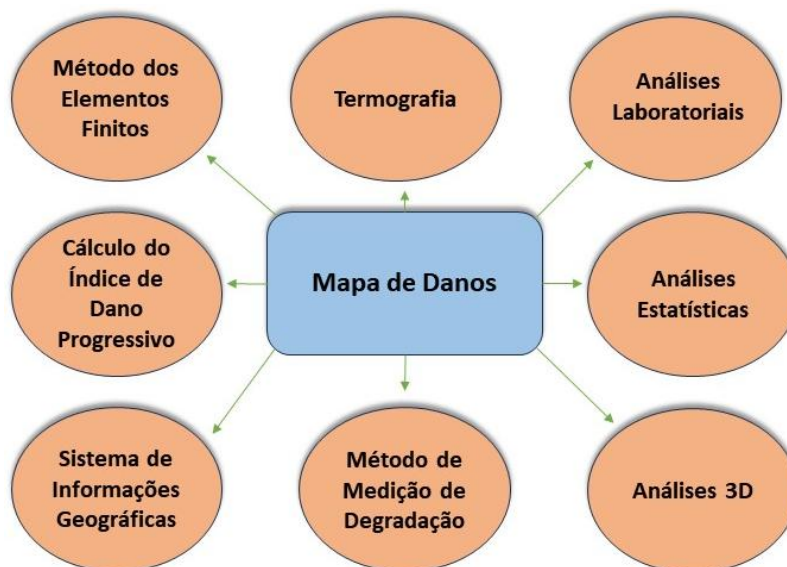 Método dos
Elementos
Finitos
Termografia
Análises
Laboratoriais
Cálculo do
Índice de
Dano
Progressivo
Mapa de Danos
Análises
Estatísticas
Sistema de
Informações
Geográficas
Método de
Medição de
Degradação
Análises 3D